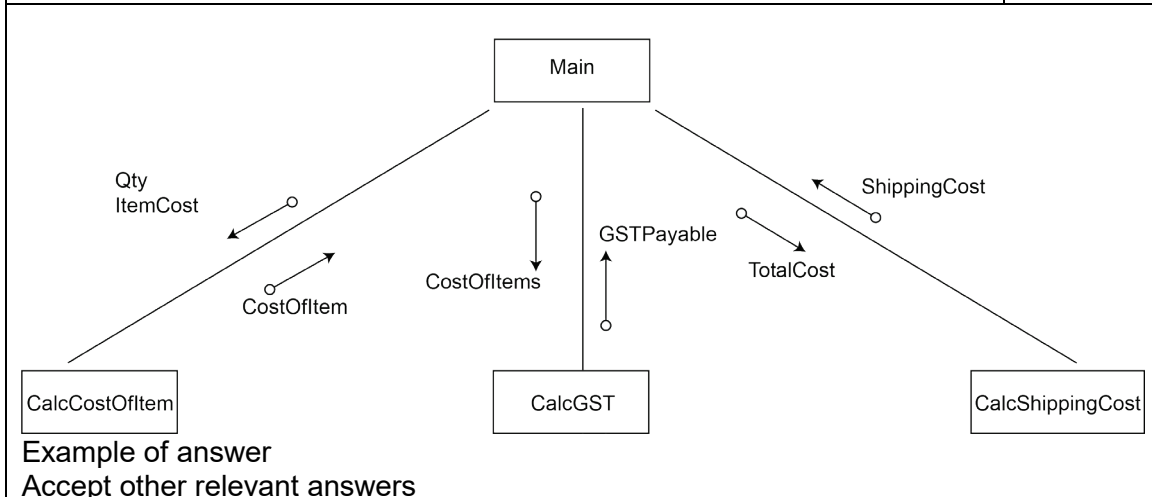 Main
Qty
ItemCost
ShippingCost
GSTPayable
TotalCost
CostOfItems
CostOfItem
CalcCostOfItem
CalcGST
CalcShippingCost
Example of answer
Accept other relevant answers